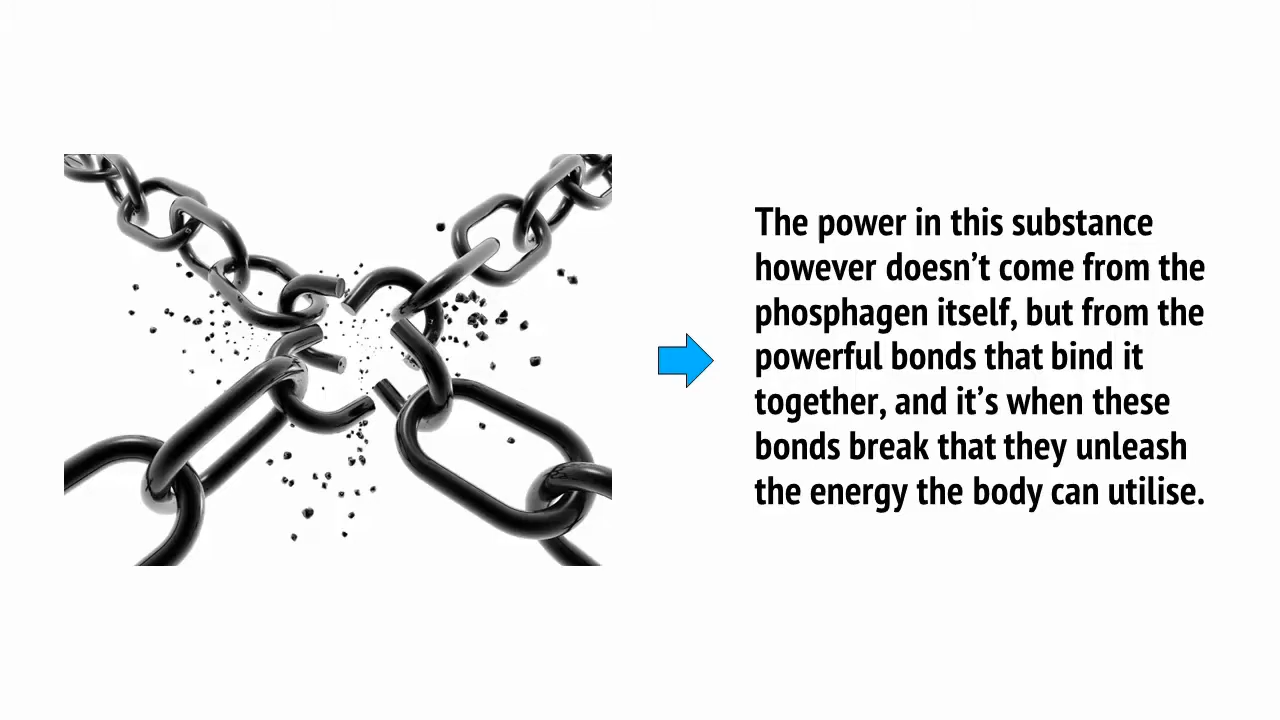 The power in this substance
however doesn’t come from the
phosphagen itself, but from the
powerful bonds that bind it
together, and it’s when these
bonds break that they unleash
the energy the body can utilise.